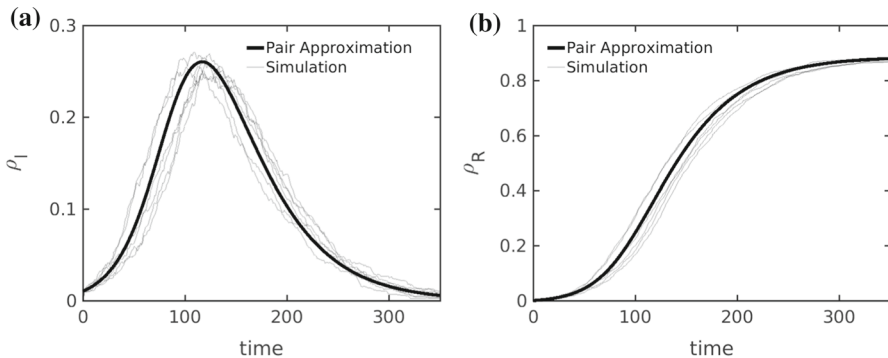 (a)
0.3
0.2
0.1
0
ρI
0
100
200
300
time
Pair Approximation
Simulation
(b)
1
0.8
0.6
0.4
0.2
0
ρR
0
100
200
300
time
Pair Approximation
Simulation